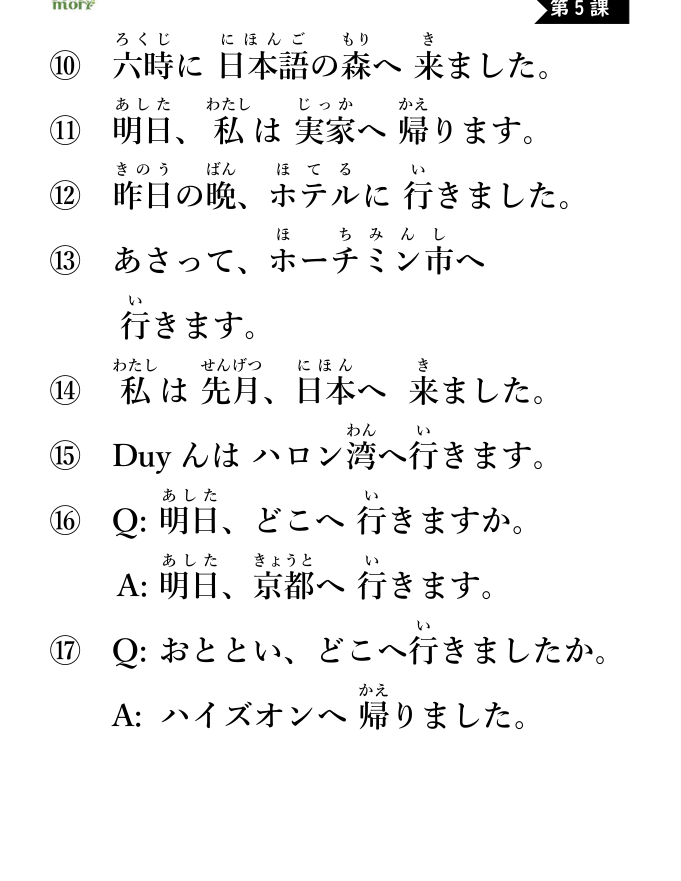 mori
第5課
⑩ 六時に 日本語の森へ 来ました。
⑪ 明日、私は 実家へ 帰ります。
⑫ 昨日の晩、ホテルに 行きました。
⑬ あさって、ホーチミン市へ
行きます。
⑭ 私は 先月、日本へ 来ました。
⑮ Duy んは ハロン湾へ行きます。
⑯ Q: 明日、どこへ 行きますか。
A: 明日、京都へ 行きます。
⑰ Q: おととい、どこへ行きましたか。
A: ハイズオンへ 帰りました。